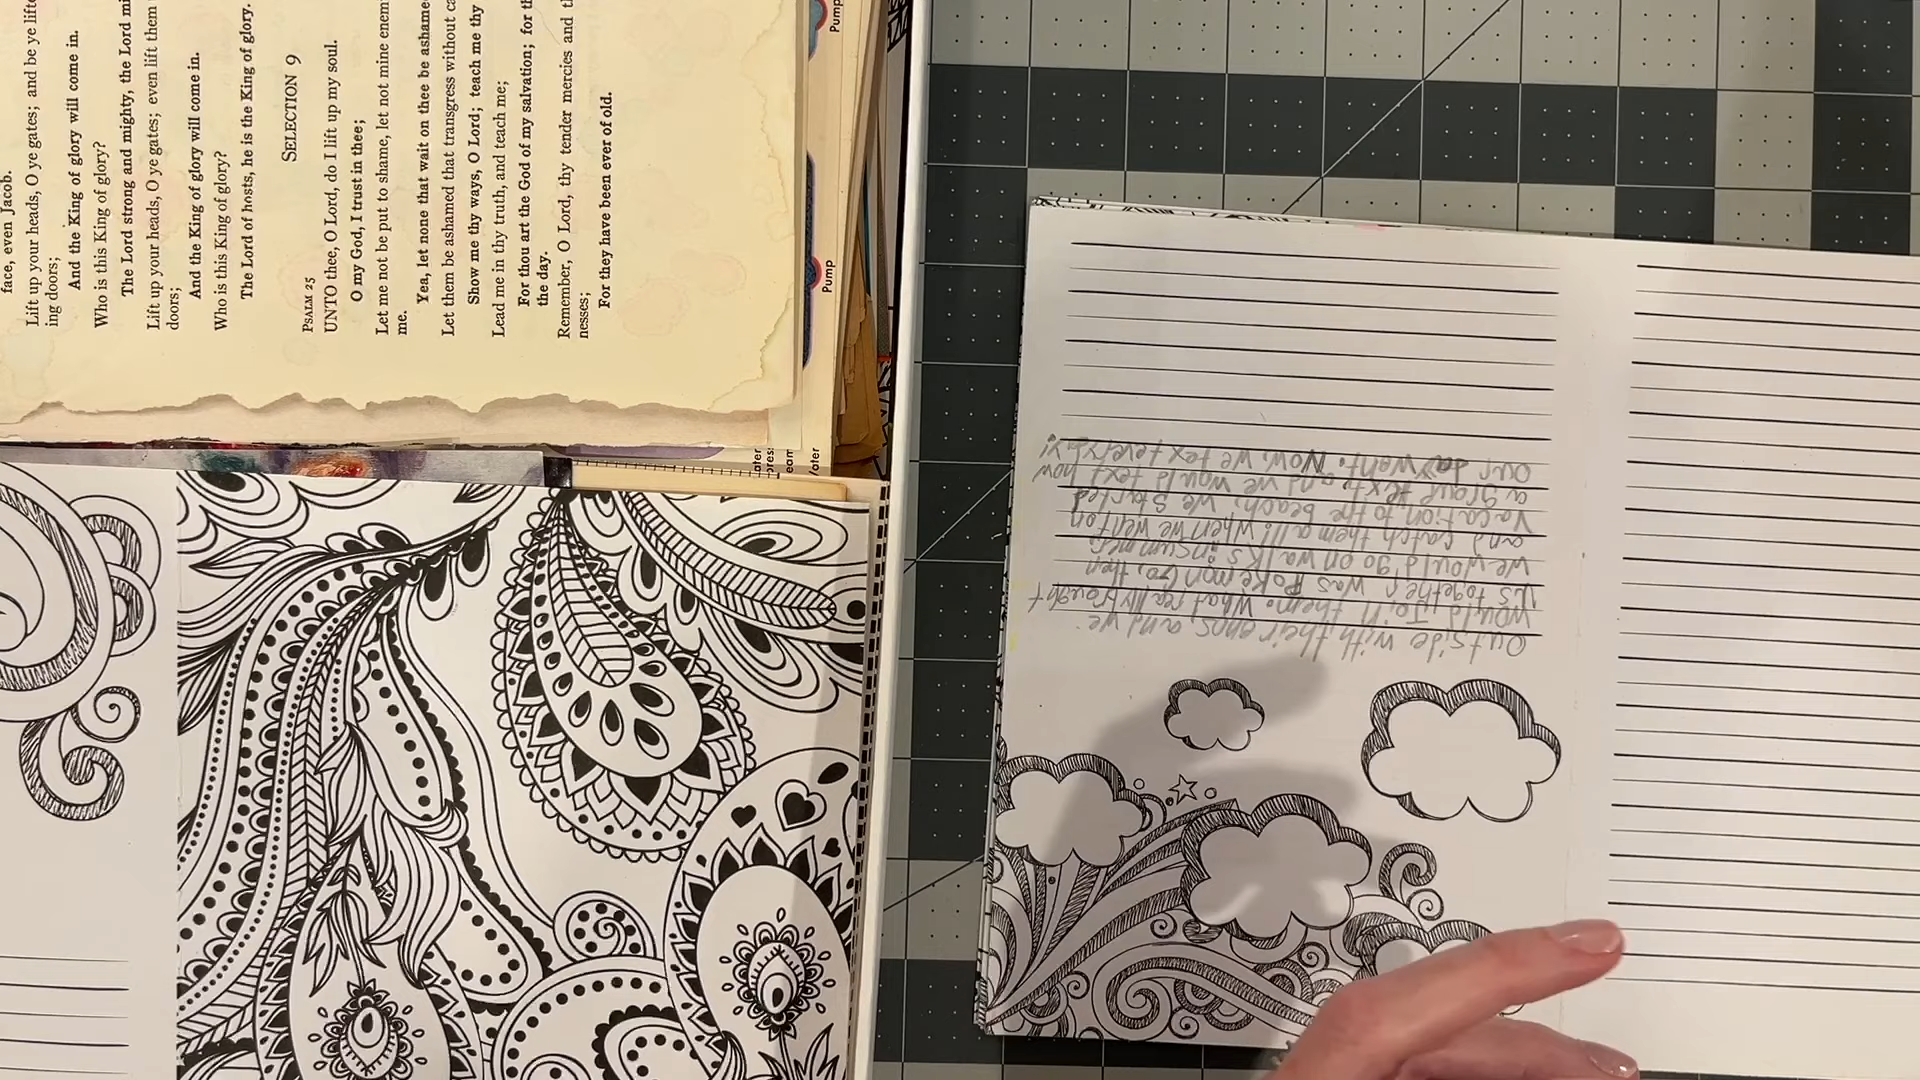 face, even Jacob.
Lift up your heads, O ye gates; and be ye lifte
ing doors;
And the King of glory will come in.
Who is this King of glory?
The Lord strong and mighty, the Lord mi
Lift up your heads, O ye gates; even lift them
doors;
And the King of glory will come in.
Who is this King of glory?
The Lord of hosts, he is the King of glory.
SELECTION 9
PSALM 25
UNTO thee, O Lord, do I lift up my soul.
O my God, I trust in thee;
Let me not be put to shame, let not mine enem
me.
Yea, let none that wait on thee be ashamed
Let them be ashamed that transgress without ca
Show me thy ways, O Lord; teach me thy
Lead me in thy truth, and teach me;
For thou art the God of my salvation; for th
the day.
Remember, O Lord, thy tender mercies and th
nesses;
For they have been ever of old.
Pump
Pump
ater
pres
eam
ater
Outside with their and we
would join them. What really brought
us together was Pokemon Go, then
we would go on walks in summer
and catch them all! When we went on
vacation to the beach, we started
a group text and we would text how
our day went. Now, we text everyday!